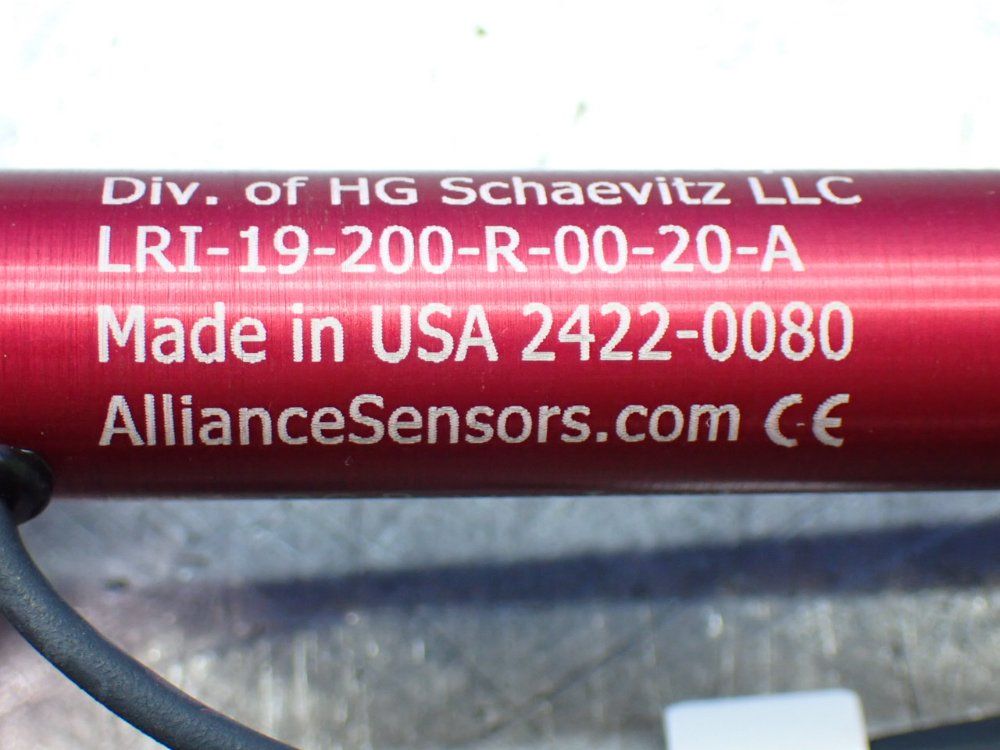 Div. of HG Schaevitz LLC
LRI-19-200-R-00-20-A
Made in USA 2422-0080
AllianceSensors.com CE